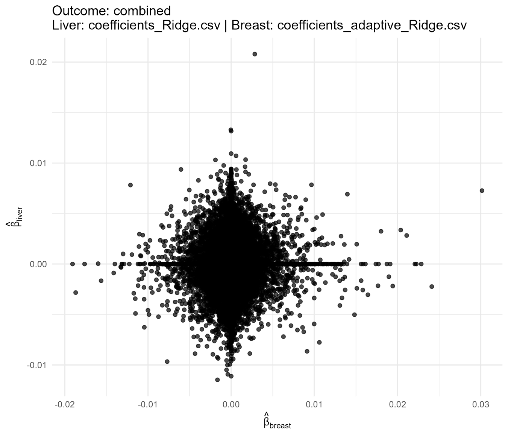 Outcome: combined
Liver: coefficients_Ridge.csv | Breast: coefficients_adaptive_Ridge.csv
0.02
0.01
0.00
-0.01
β̂liver
-0.02
-0.01
0.00
0.01
0.02
0.03
β̂breast